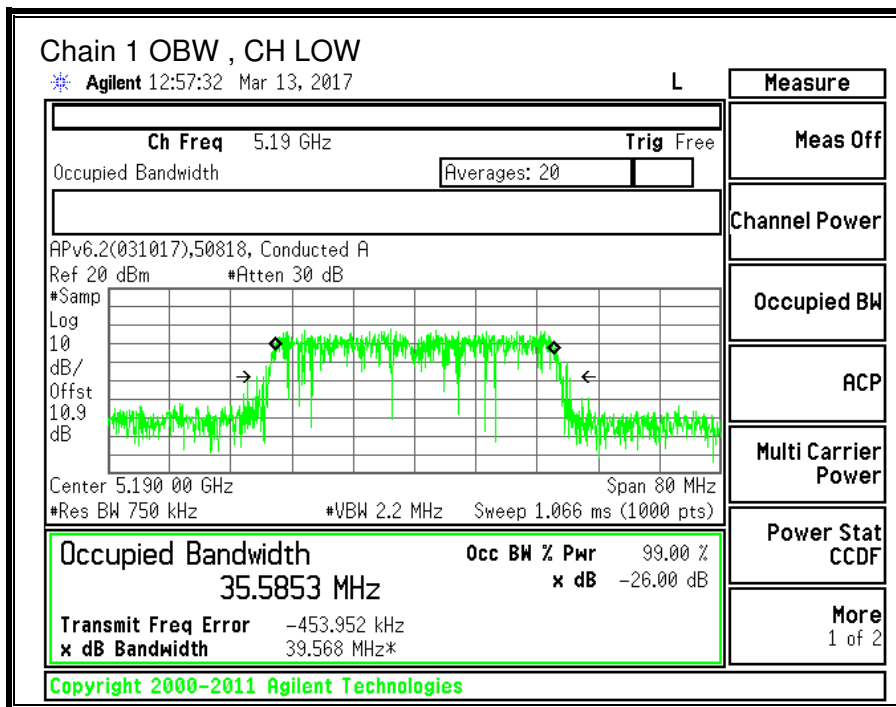 Chain 1 OBW , CH LOW
Agilent 12:57:32 Mar 13, 2017 L
Measure
Ch Freq 5.19 GHz Trig Free
Meas Off
Occupied Bandwidth Averages: 20
Channel Power
APv6.2(031017),50818, Conducted A
Ref 20 dBm #Atten 30 dB
#Samp
Log
10
dB/
Offst
10.9
dB
Occupied BW
ACP
Multi Carrier
Power
Center 5.190 00 GHz Span 80 MHz
#Res BW 750 kHz #VBW 2.2 MHz Sweep 1.066 ms (1000 pts)
Power Stat
CCDF
Occupied Bandwidth Occ BW % Pwr 99.00 %
35.5853 MHz x dB -26.00 dB
Transmit Freq Error -453.952 kHz
x dB Bandwidth 39.568 MHz*
More
1 of 2
Copyright 2000-2011 Agilent Technologies